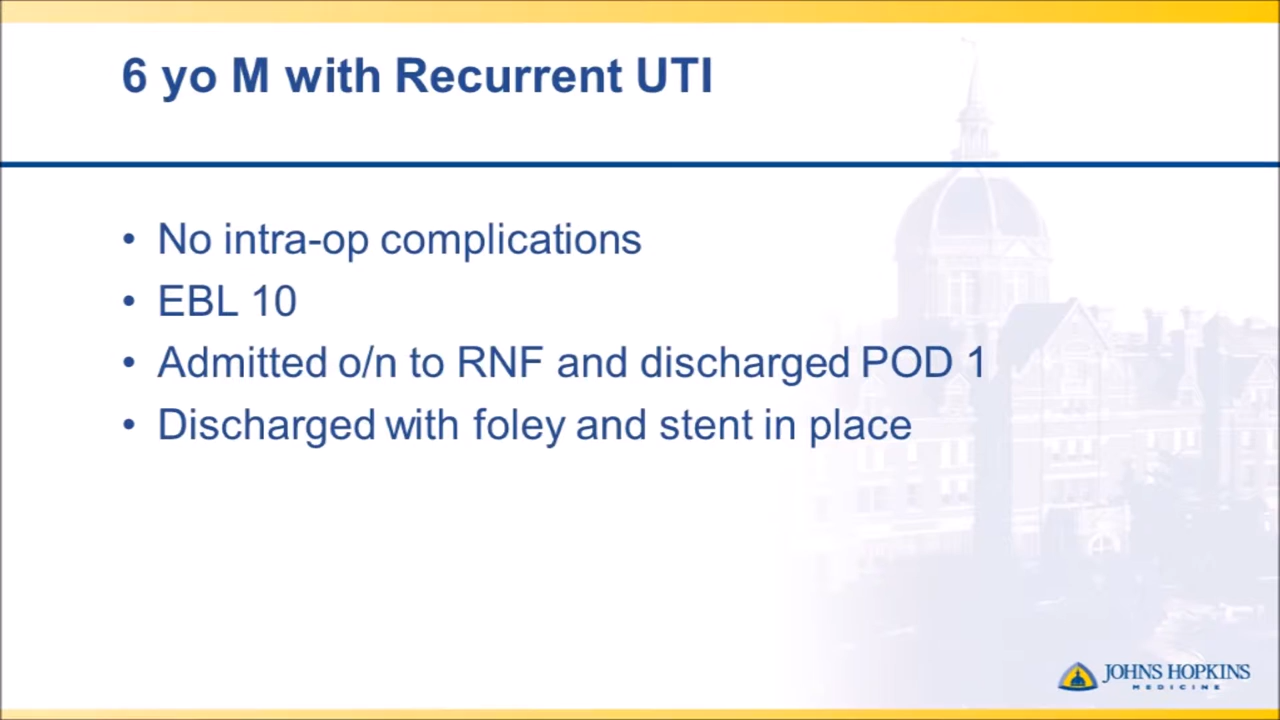 6 yo M with Recurrent UTI
• No intra-op complications
• EBL 10
• Admitted o/n to RNF and discharged POD 1
• Discharged with foley and stent in place
JOHNS HOPKINS
MEDICINE